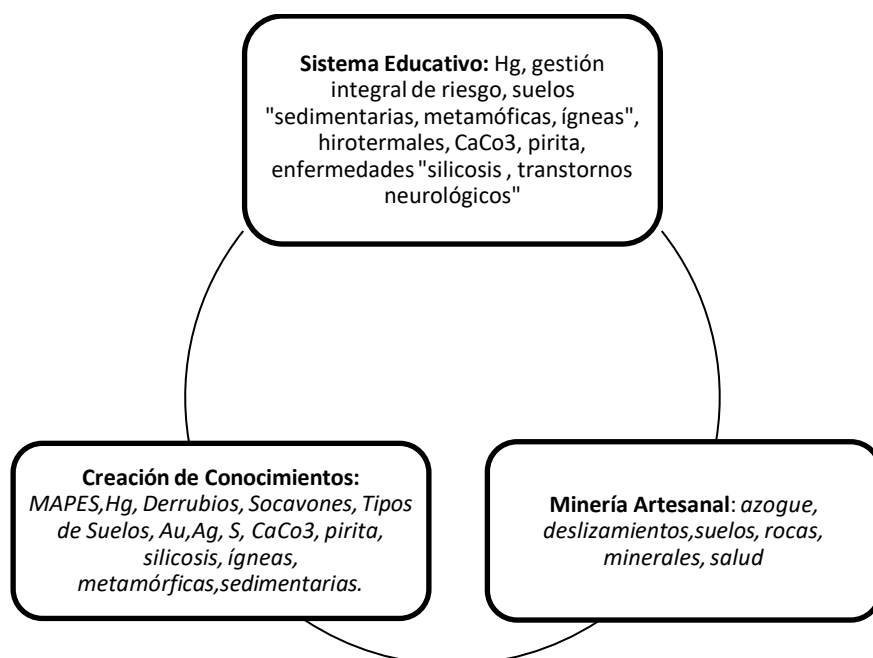 Sistema Educativo: Hg, gestión
integral de riesgo, suelos
"sedimentarias, metamóficas, ígneas",
hirotermales, CaCo3, pirita,
enfermedades "silicosis , transtornos
neurológicos"
Creación de Conocimientos:
MAPES,Hg, Derrubios, Socavones, Tipos
de Suelos, Au,Ag, S, CaCo3, pirita,
silicosis, ígneas,
metamórficas,sedimentarias.
Minería Artesanal: azogue,
deslizamientos,suelos, rocas,
minerales, salud